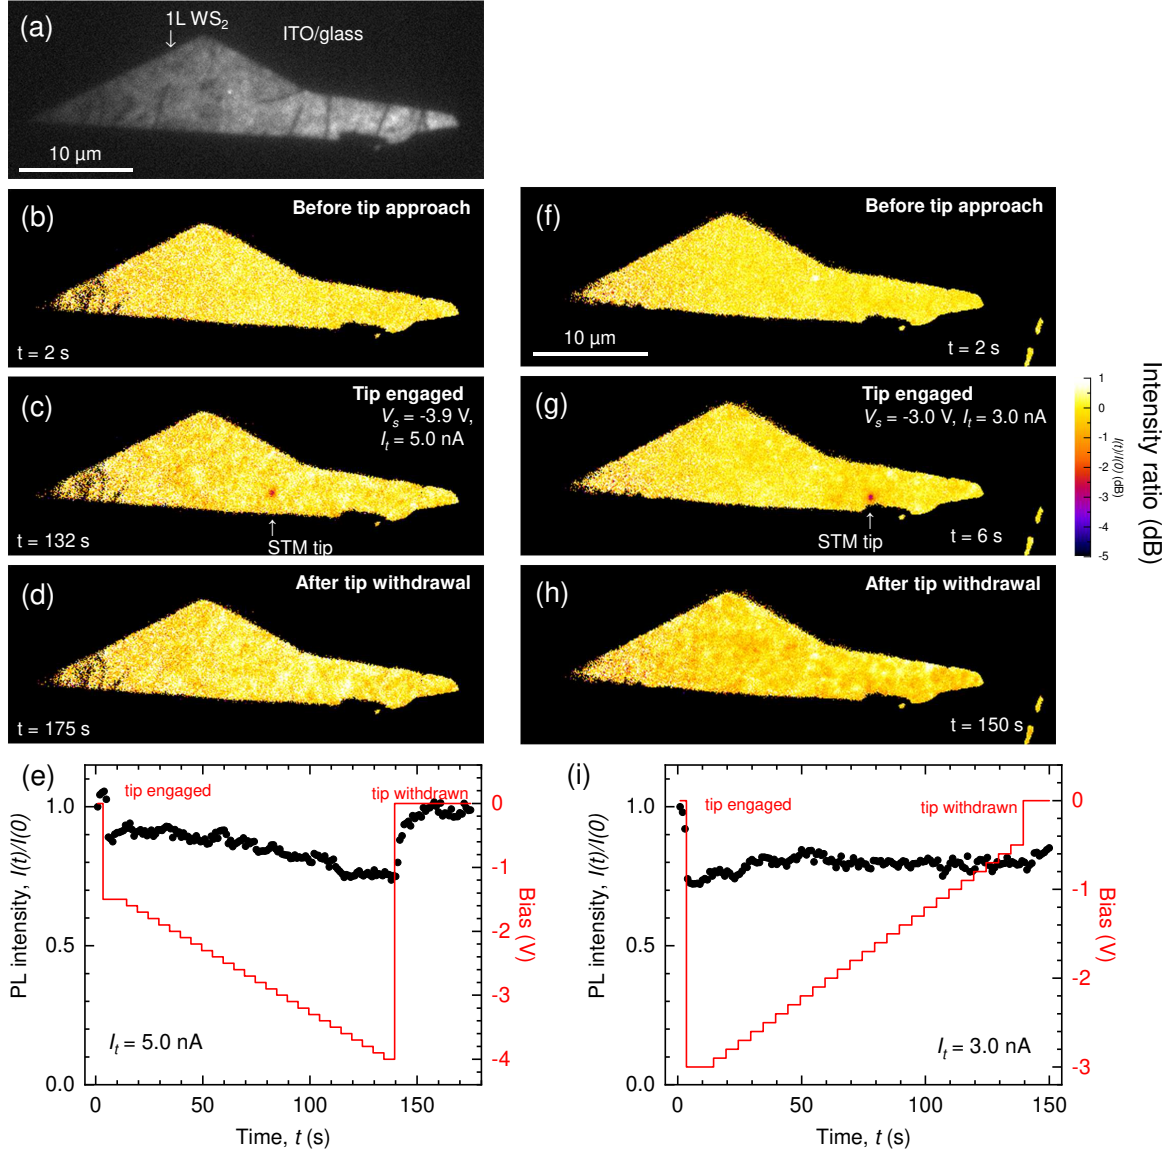 (a)
1L WS2
ITO/glass
10 µm
(b)
Before tip approach
t = 2 s
(c)
Tip engaged
Vs = -3.9 V,
It = 5.0 nA
STM tip
t = 132 s
(d)
After tip withdrawal
t = 175 s
(e)
tip engaged
tip withdrawn
PL intensity, I(t)/I(0)
1.0
0.5
0.0
0
-1
-2
-3
-4
Bias (V)
It = 5.0 nA
0
50
100
150
Time, t (s)
(f)
Before tip approach
10 µm
t = 2 s
(g)
Tip engaged
Vs = -3.0 V, It = 3.0 nA
STM tip
t = 6 s
(h)
After tip withdrawal
t = 150 s
1
0
-1
-2
-3
-4
-5
I(t)/I(0) (dB)
Intensity ratio (dB)
(i)
tip engaged
tip withdrawn
PL intensity, I(t)/I(0)
1.0
0.5
0.0
0
-1
-2
-3
Bias (V)
It = 3.0 nA
0
50
100
150
Time, t (s)